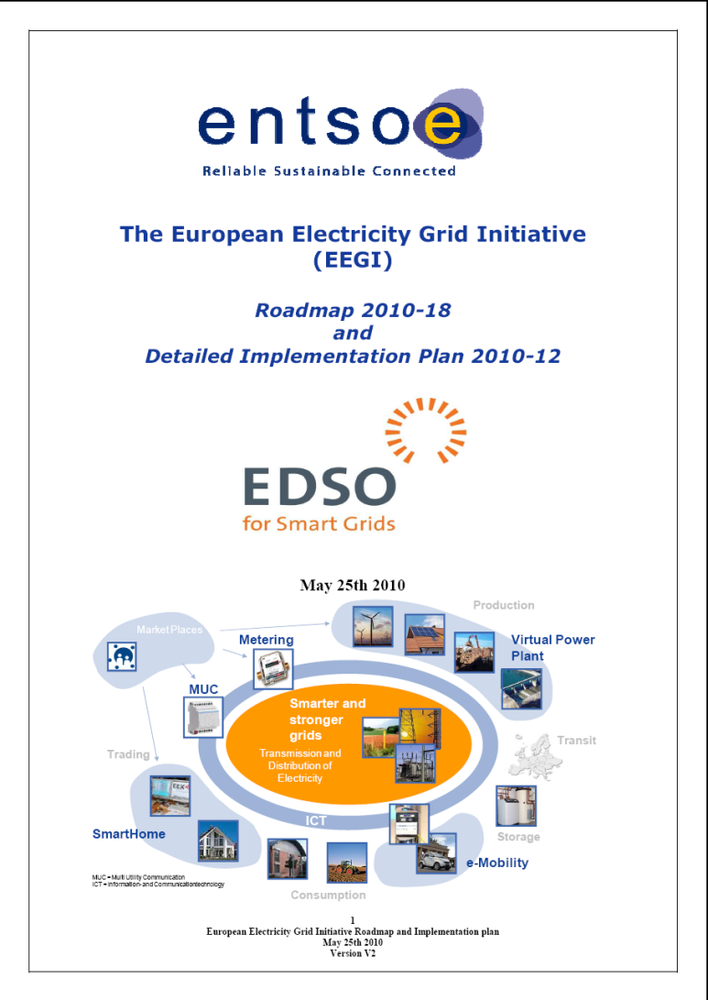 entsoe
Reliable Sustainable Connected
The European Electricity Grid Initiative
(EEGI)
Roadmap 2010-18
and
Detailed Implementation Plan 2010-12
EDSO
for Smart Grids
May 25th 2010
Production
Market Places
Metering
Virtual Power
Plant
MUC
Smarter and
stronger
grids
Transmission and
Distribution of
Electricity
Transit
Trading
EEX
ICT
SmartHome
Storage
e-Mobility
MUC = Multi Utility Communication
ICT = Information- and Communicationtechnology
Consumption
1
European Electricity Grid Initiative Roadmap and Implementation plan
May 25th 2010
Version V2